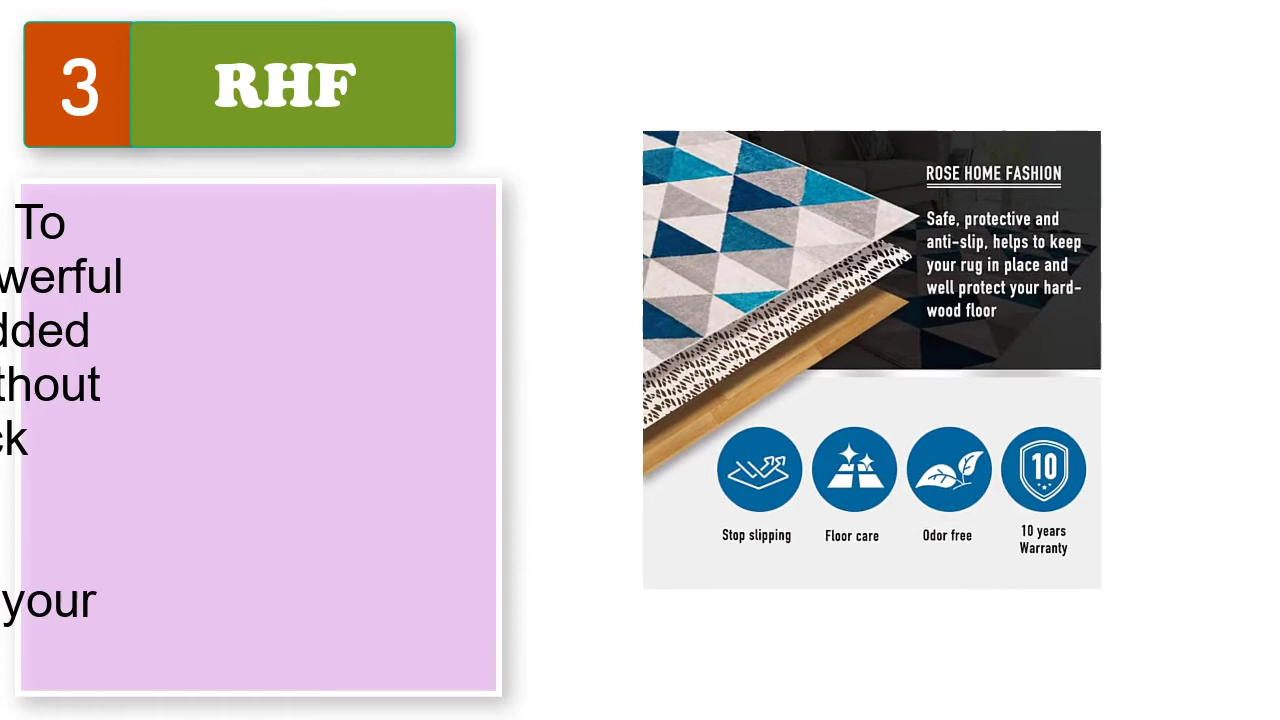 3
RHF
To
werful
dded
thout
ck
your
ROSE HOME FASHION
Safe, protective and
anti-slip, helps to keep
your rug in place and
well protect your hard-
wood floor
10
Stop slipping
Floor care
Odor free
10 years
Warranty